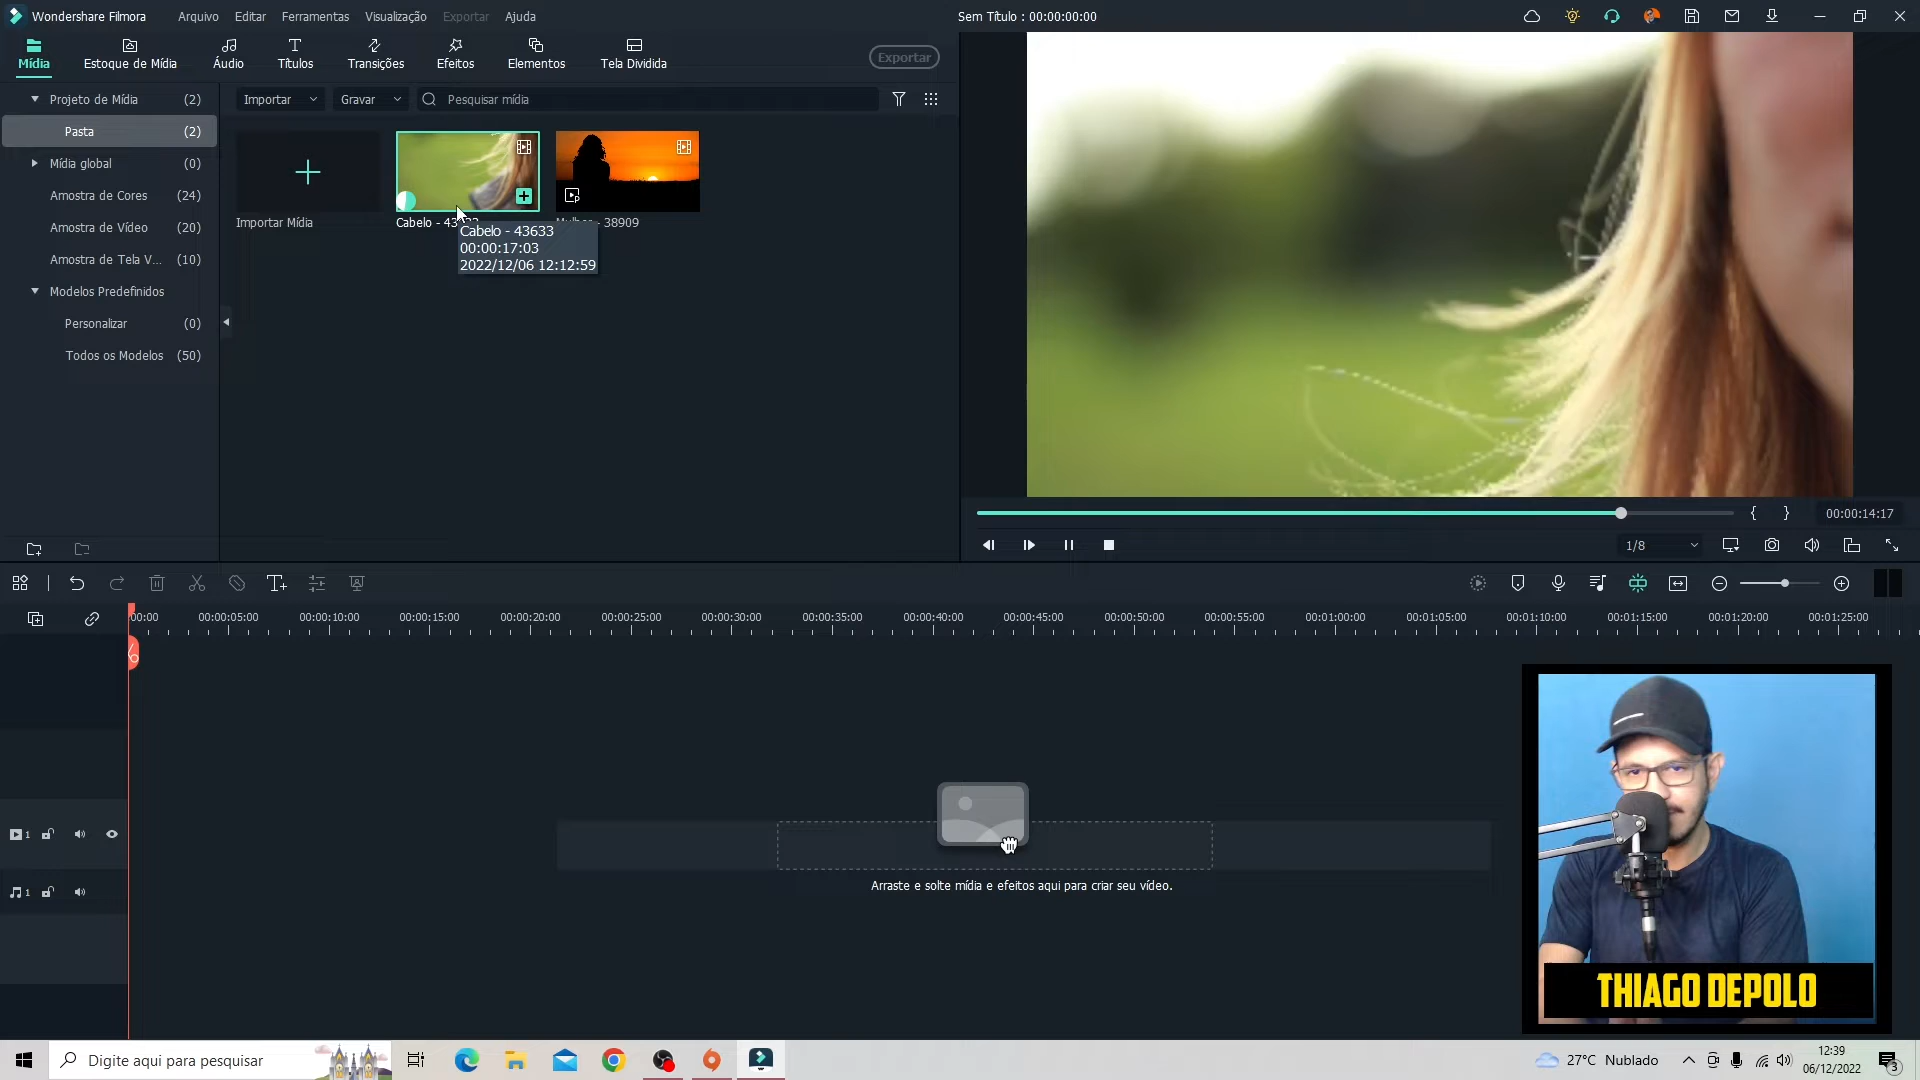 Wondershare Filmora
Arquivo Editar Ferramentas Visualização Exportar Ajuda
Sem Título : 00:00:00:00
Mídia
Estoque de Mídia
Áudio
Títulos
Transições
Efeitos
Elementos
Tela Dividida
Exportar
Projeto de Mídia (2)
Pasta (2)
Mídia global (0)
Amostra de Cores (24)
Amostra de Vídeo (20)
Amostra de Tela V... (10)
Modelos Predefinidos
Personalizar (0)
Todos os Modelos (50)
Importar
Gravar
Pesquisar mídia
Importar Mídia
Cabelo - 43633
38909
Cabelo - 43633
00:00:17:03
2022/12/06 12:12:59
{ } 00:00:14:17
1/8
00:00 00:00:05:00 00:00:10:00 00:00:15:00 00:00:20:00 00:00:25:00 00:00:30:00 00:00:35:00 00:00:40:00 00:00:45:00 00:00:50:00 00:00:55:00 00:01:00:00 00:01:05:00 00:01:10:00 00:01:15:00 00:01:20:00 00:01:25:00
1
1
Arraste e solte mídia e efeitos aqui para criar seu vídeo.
THIAGO DEPOLO
Digite aqui para pesquisar
27°C Nublado
12:39
06/12/2022
3